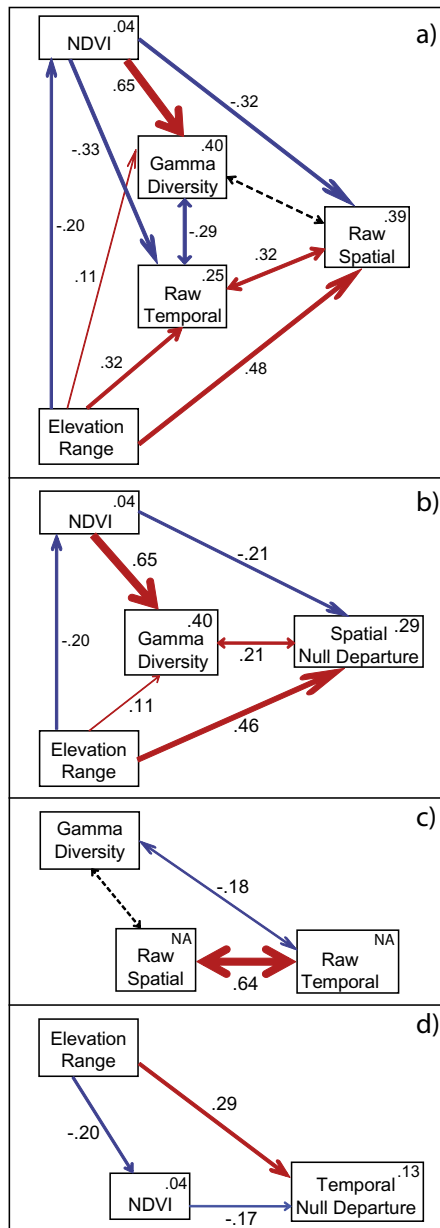 a)
.04
NDVI
.65
-.32
-.33
.40
Gamma
Diversity
.39
Raw
Spatial
-.29
-.20
.11
.32
.25
Raw
Temporal
.32
.48
Elevation
Range
b)
.04
NDVI
-.21
.65
.40
Gamma
Diversity
.29
Spatial
Null Departure
-.20
.21
.11
.46
Elevation
Range
c)
Gamma
Diversity
-.18
NA
Raw
Spatial
NA
Raw
Temporal
.64
d)
Elevation
Range
.29
-.20
.04
NDVI
.13
Temporal
Null Departure
-.17